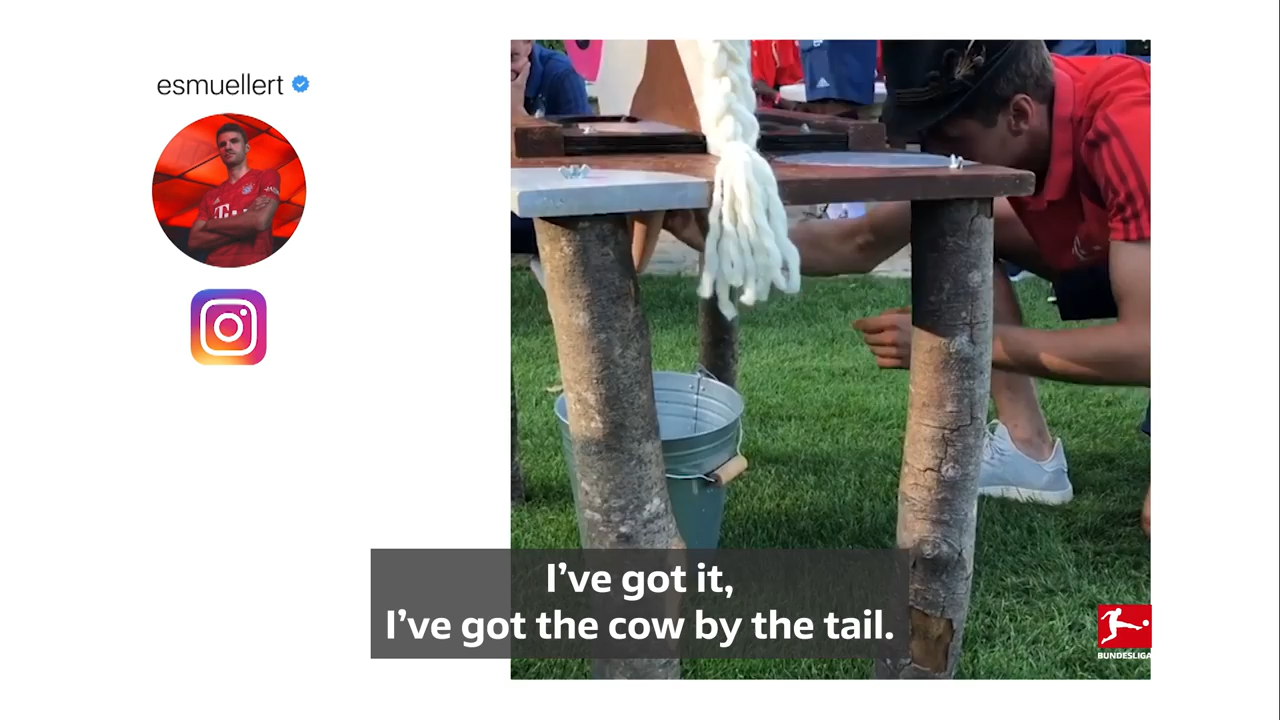 esmuellert
I've got it,
I've got the cow by the tail.
BUNDESLIGA